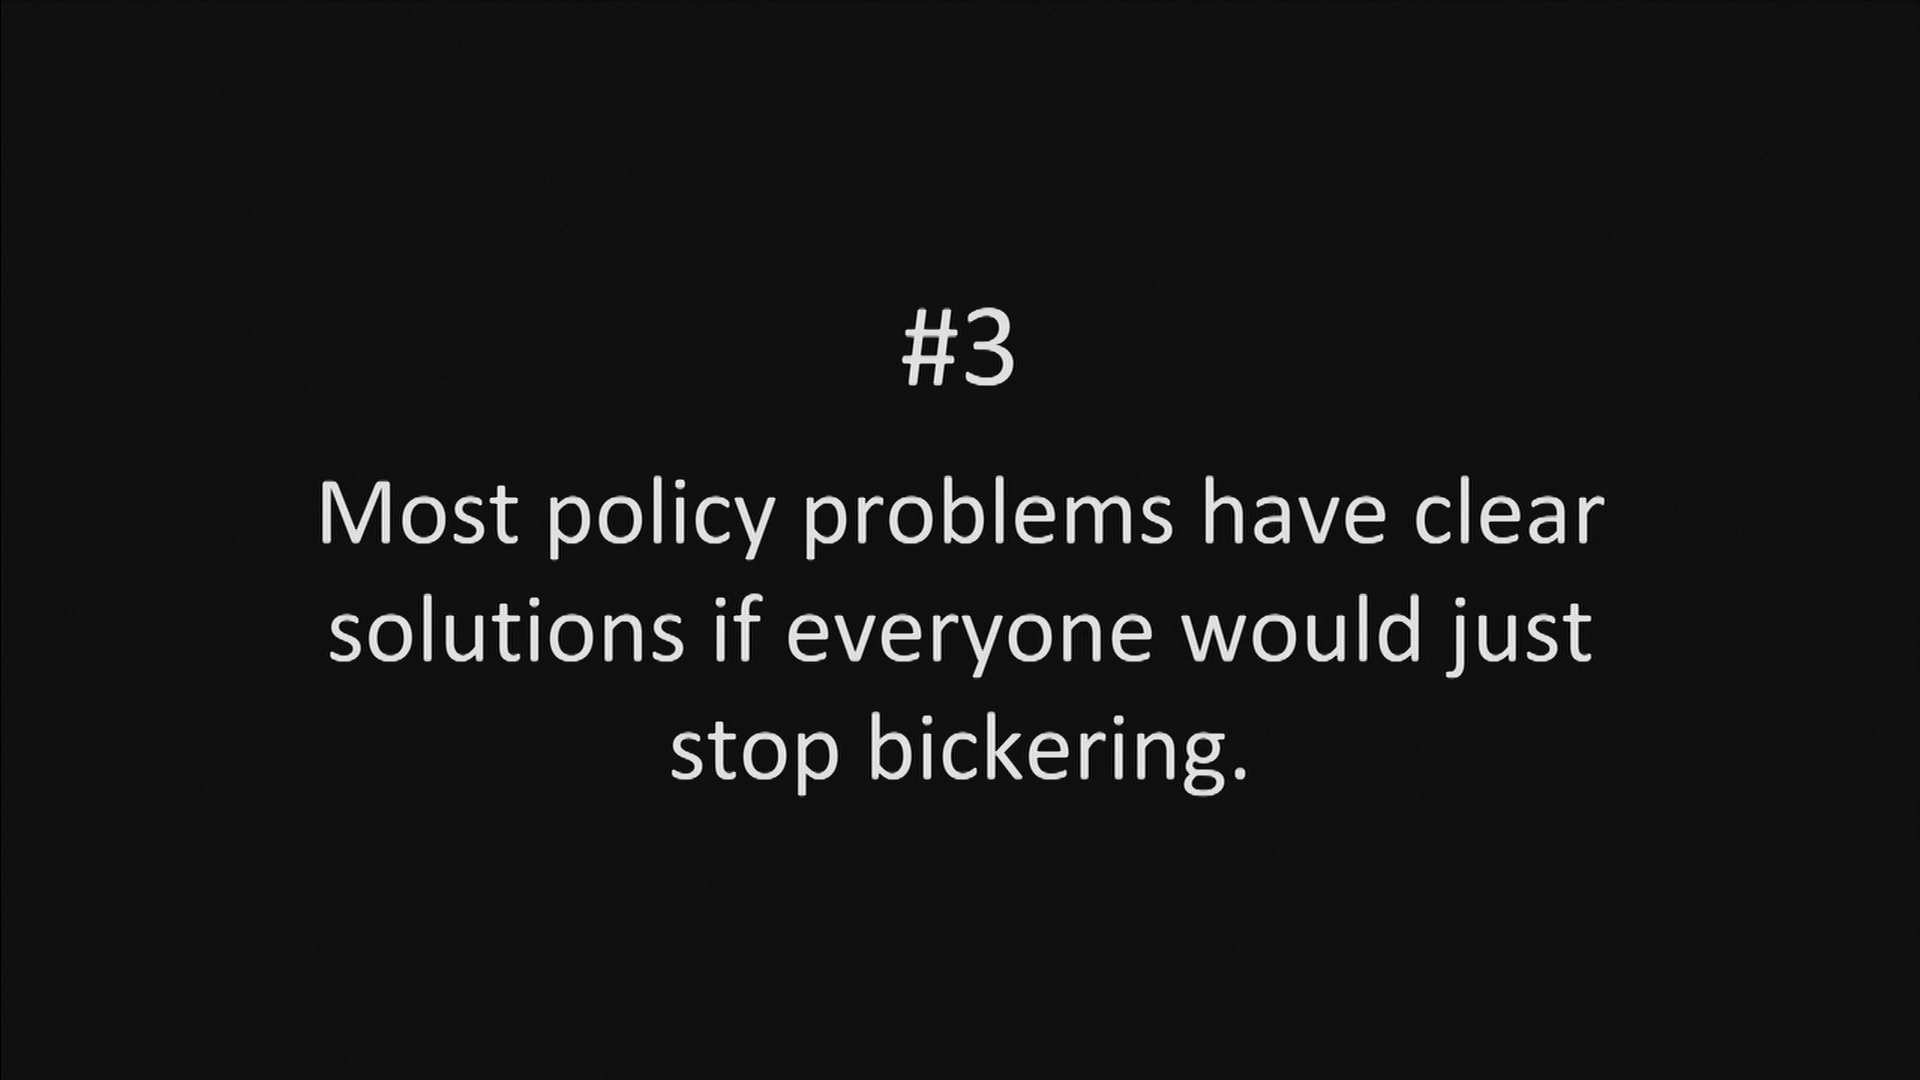 #3
Most policy problems have clear
solutions if everyone would just
stop bickering.